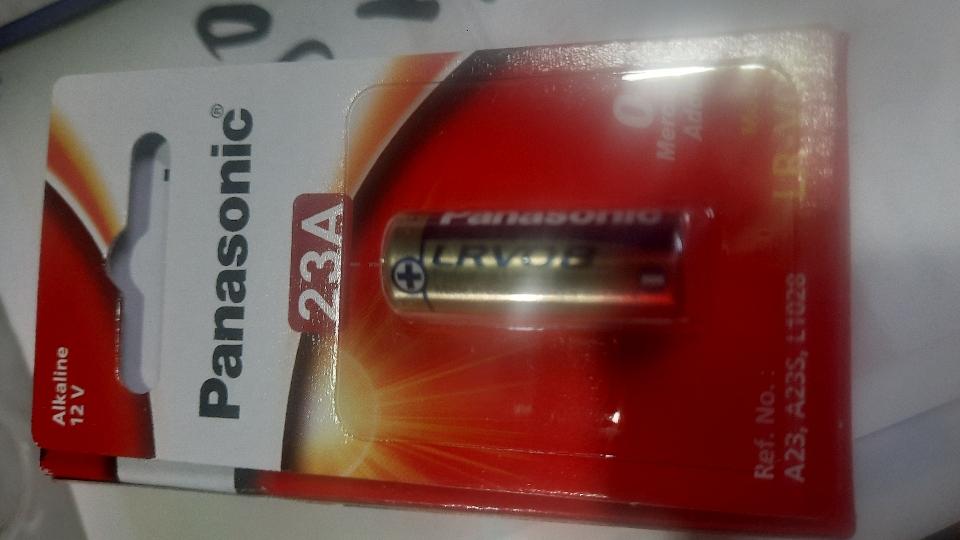 Alkaline
12 V
Panasonic®
23A
Panasonic
LRV08
Ref. No.:
A23, A23S, L1028